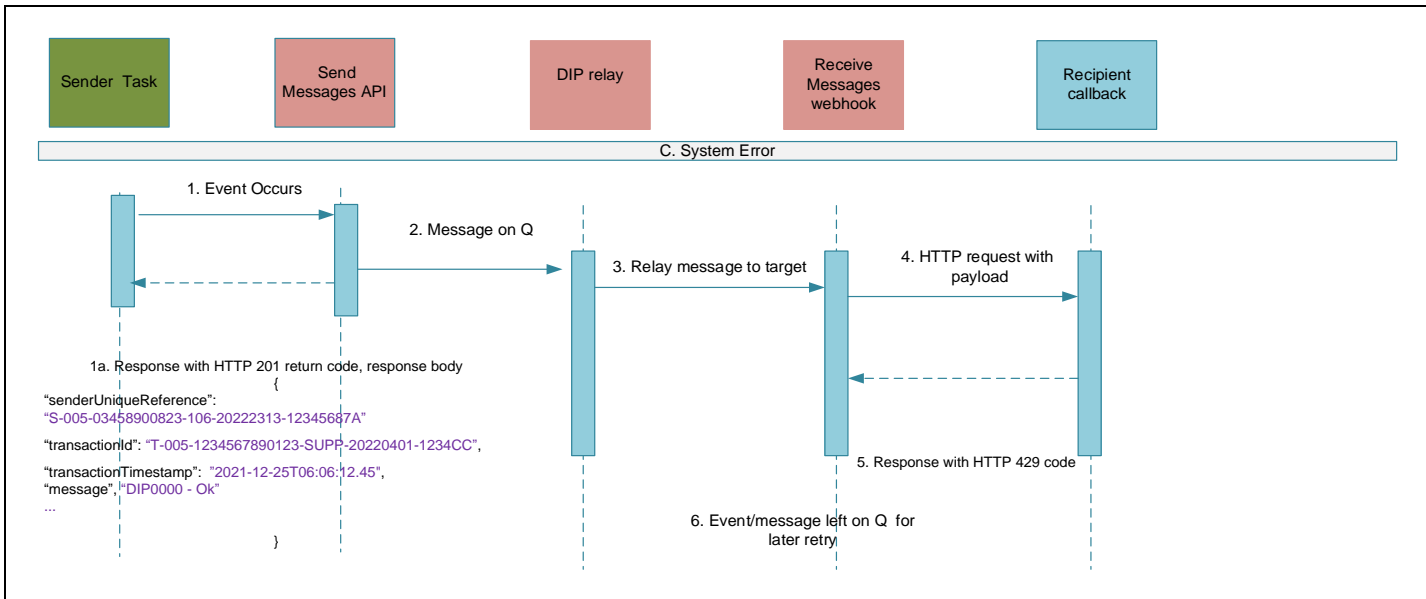 Sender Task
Send
Messages API
DIP relay
Receive
Messages
webhook
Recipient
callback
C. System Error
1. Event Occurs
2. Message on Q
3. Relay message to target
4. HTTP request with
payload
1a. Response with HTTP 201 return code, response body
{
“senderUniqueReference”:
“S-005-03458900823-106-20222313-12345687A”
“transactionId”: “T-005-1234567890123-SUPP-20220401-1234CC”,
“transactionTimestamp”: ”2021-12-25T06:06:12.45”,
“message”, “DIP0000 - Ok”
...
}
5. Response with HTTP 429 code
6. Event/message left on Q for
later retry